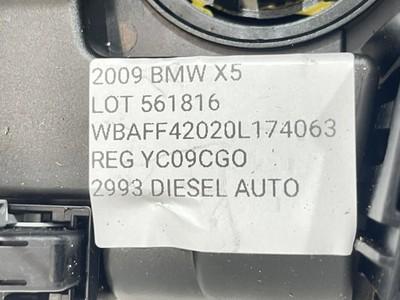 2009 BMW X5
LOT 561816
WBAFF42020L174063
REG YC09CGO
2993 DIESEL AUTO